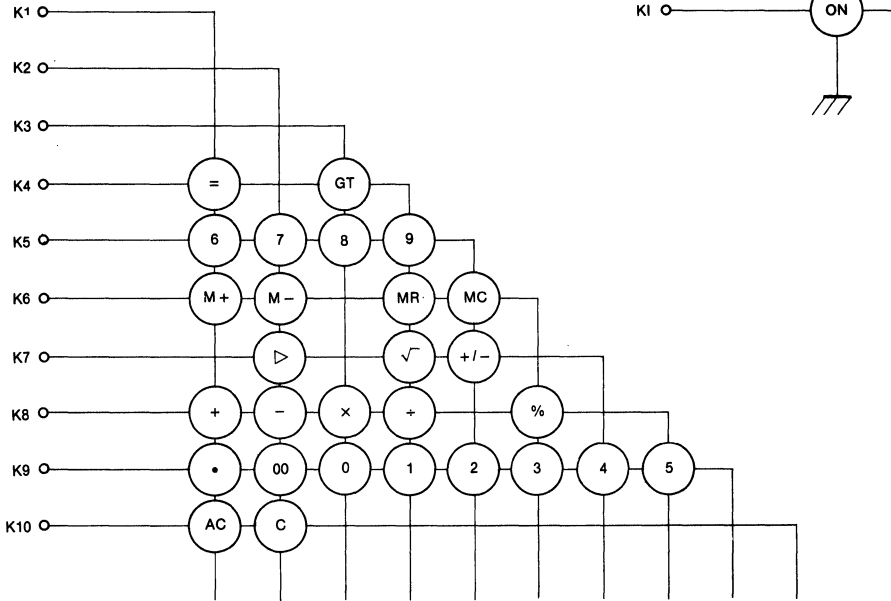 K1
KI ON
K2
K3
K4 = GT
K5 6 7 8 9
K6 M+ M− MR MC
K7 ▷ √ +/−
K8 + − × ÷ %
K9 • 00 0 1 2 3 4 5
K10 AC C